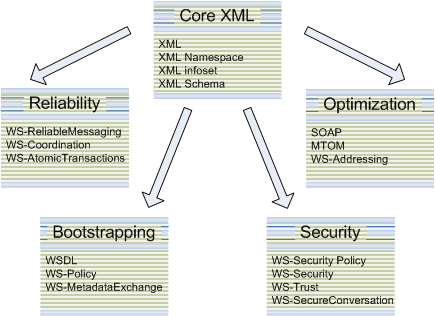 Core XML
XML
XML Namespace
XML infoset
XML Schema
Reliability
WS-ReliableMessaging
WS-Coordination
WS-AtomicTransactions
Optimization
SOAP
MTOM
WS-Addressing
Bootstrapping
WSDL
WS-Policy
WS-MetadataExchange
Security
WS-Security Policy
WS-Security
WS-Trust
WS-SecureConversation